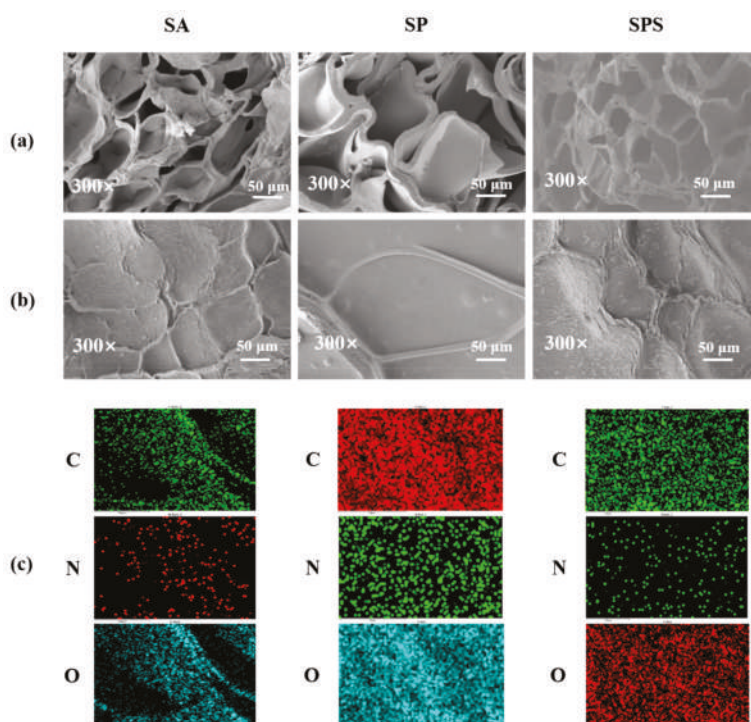 SA SP SPS
(a)
300× 50 μm 300× 50 μm 300× 50 μm
(b)
300× 50 μm 300× 50 μm 300× 50 μm
C C C
(c) N N N
O O O